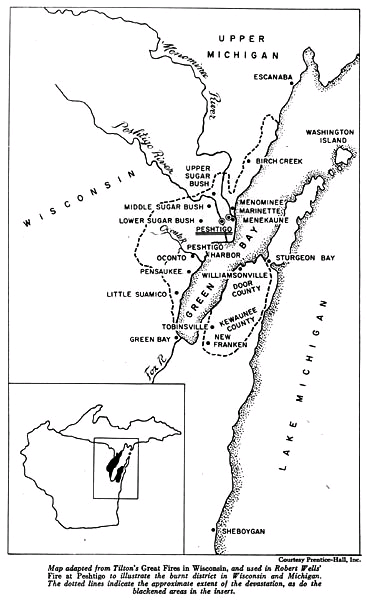 UPPER
MICHIGAN
ESCANABA
Menomina
River
WASHINGTON
ISLAND
Peshtigo River
BIRCH CREEK
UPPER
SUGAR
BUSH
WISCONSIN
MIDDLE SUGAR BUSH
MENOMINEE
MARINETTE
LOWER SUGAR BUSH
MENEKAUNE
PESHTIGO
Oconto
PESHTIGO
HARBOR
OCONTO
STURGEON BAY
PENSAUKEE
WILLIAMSONVILLE
GREEN BAY
DOOR
COUNTY
LITTLE SUAMICO
KEWAUNEE
COUNTY
TOBINSVILLE
GREEN BAY
NEW
FRANKEN
Fox R.
LAKE MICHIGAN
SHEBOYGAN
Courtesy Prentice-Hall, Inc.
Map adapted from Tilton's Great Fires in Wisconsin, and used in Robert Wells'
Fire at Peshtigo to illustrate the burnt district in Wisconsin and Michigan.
The dotted lines indicate the approximate extent of the devastation, as do the
blackened areas in the insert.